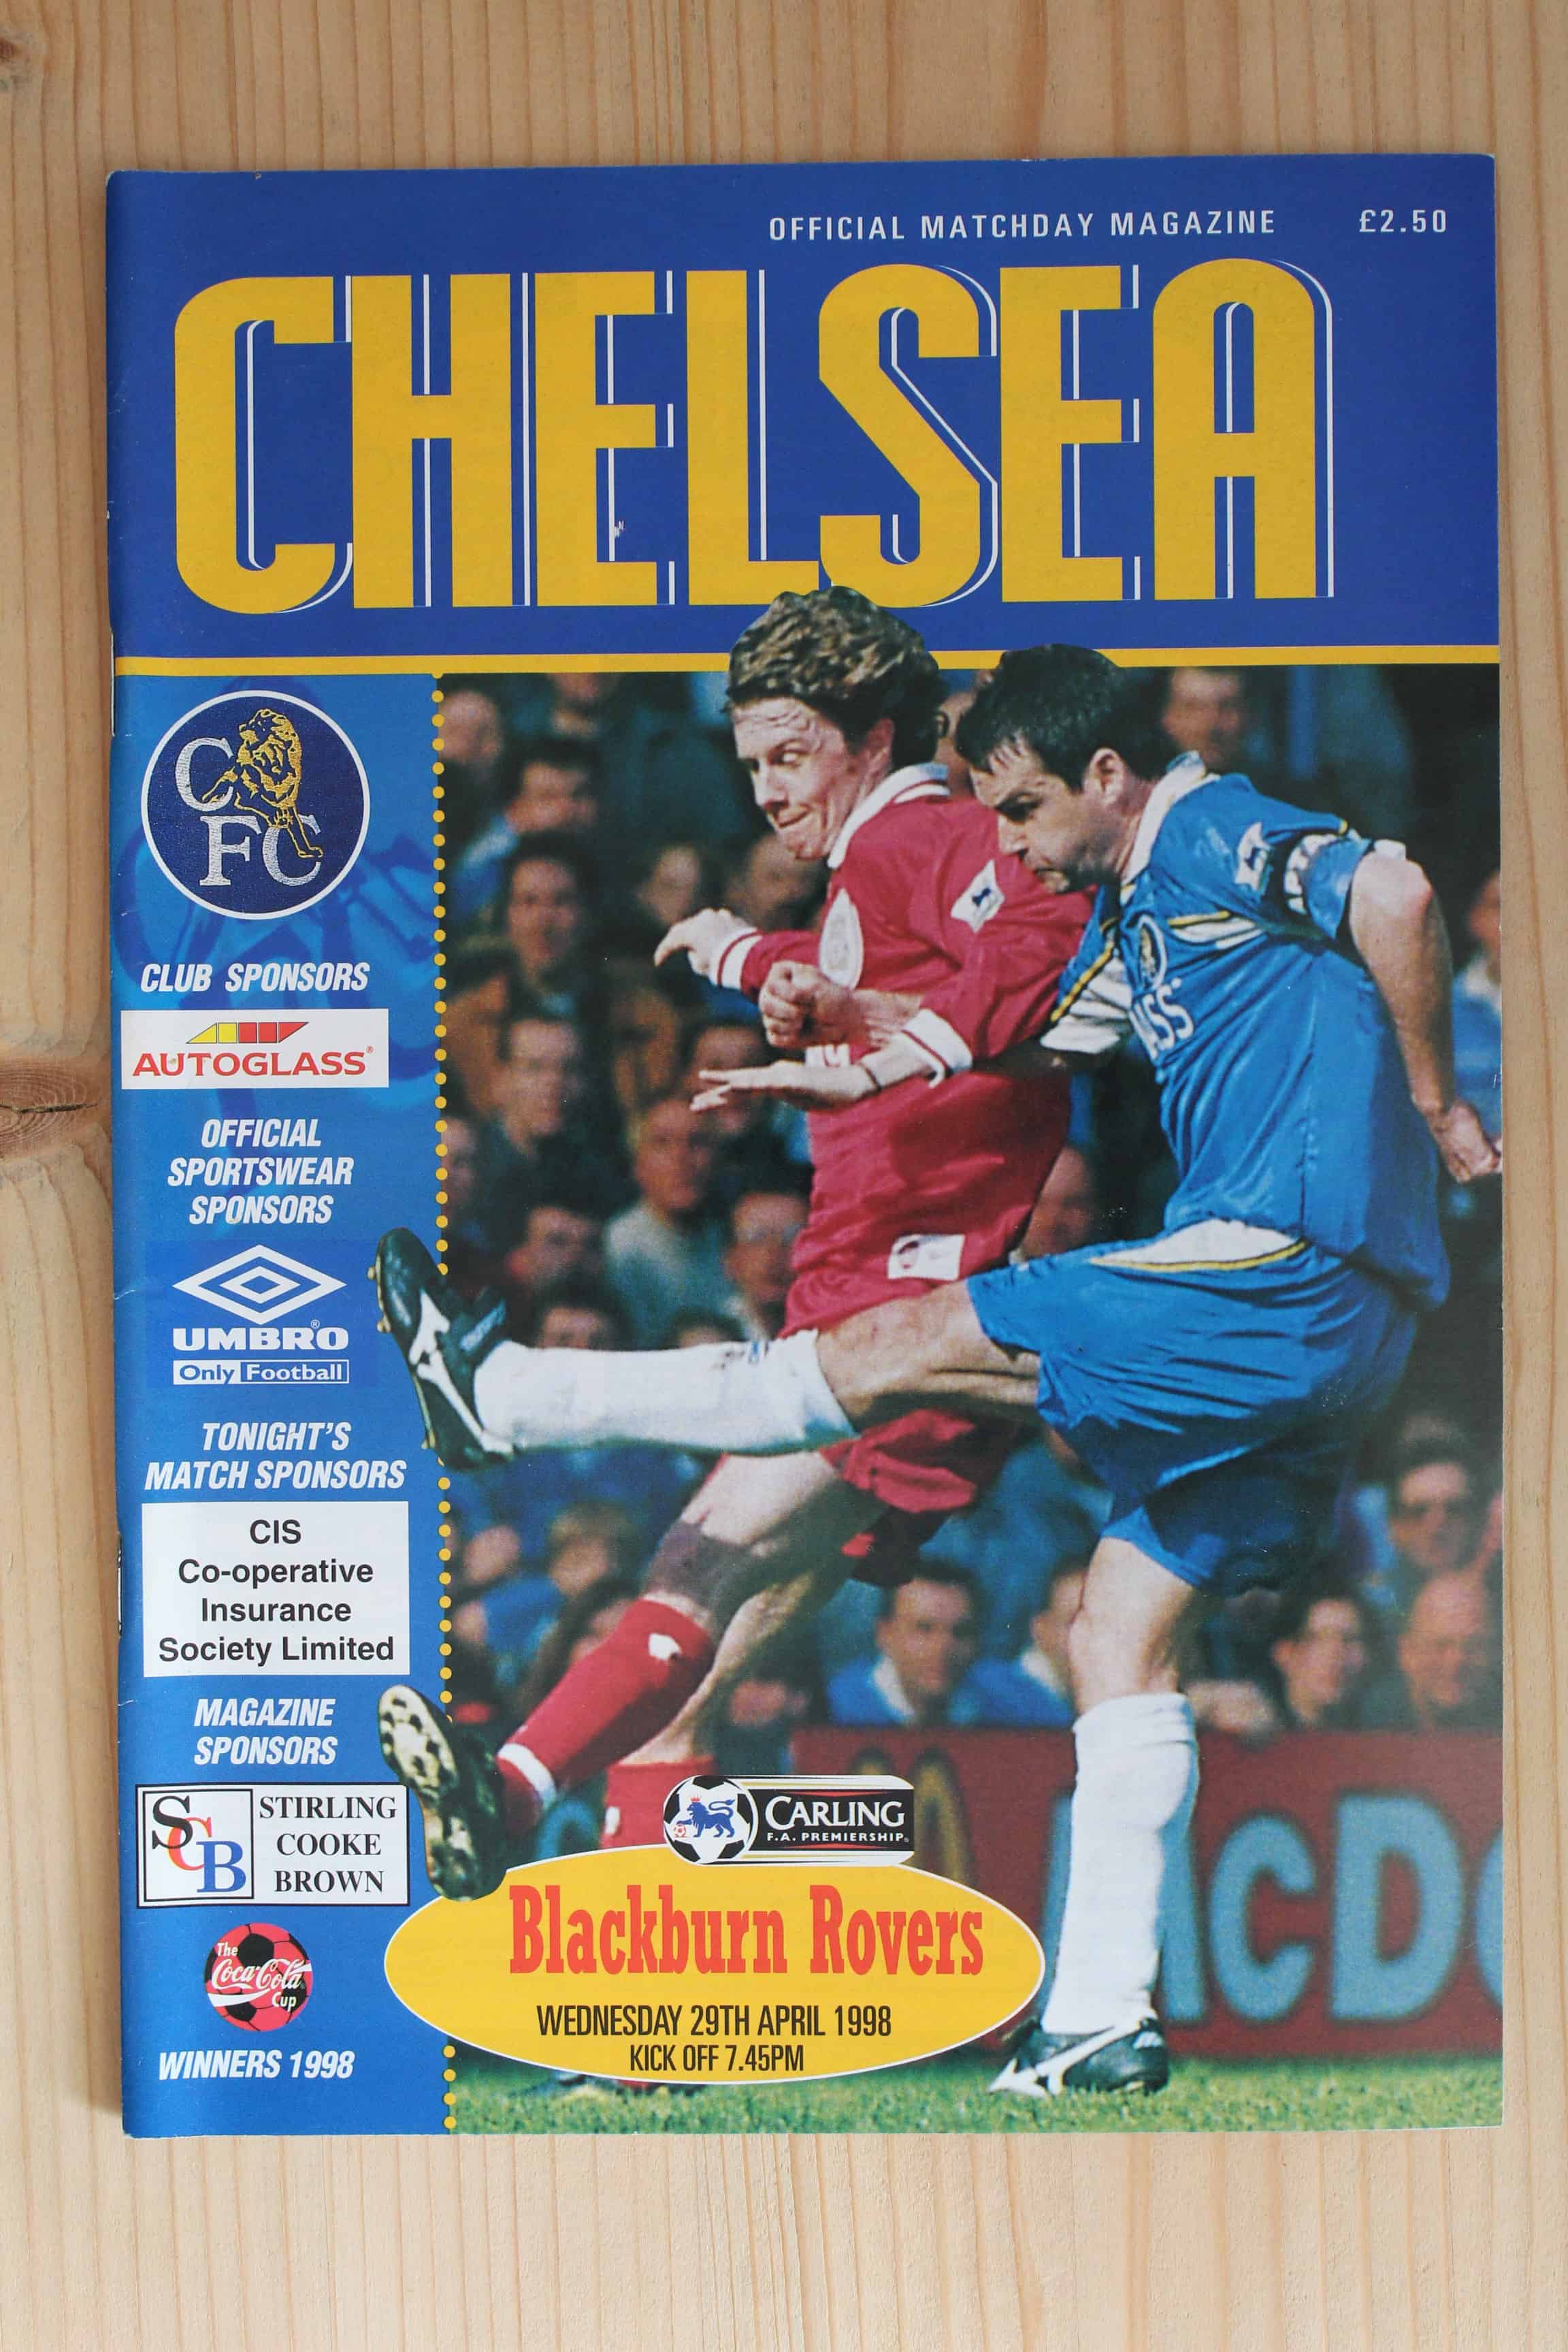 OFFICIAL MATCHDAY MAGAZINE £2.50
CHELSEA
CFC
CLUB SPONSORS
AUTOGLASS®
OFFICIAL
SPORTSWEAR
SPONSORS
UMBRO®
Only Football
TONIGHT'S
MATCH SPONSORS
CIS
Co-operative
Insurance
Society Limited
MAGAZINE
SPONSORS
SCB
STIRLING
COOKE
BROWN
The
Coca-Cola
Cup
WINNERS 1998
ASS
McDO
CARLING
F.A. PREMIERSHIP
Blackburn Rovers
WEDNESDAY 29TH APRIL 1998
KICK OFF 7.45PM